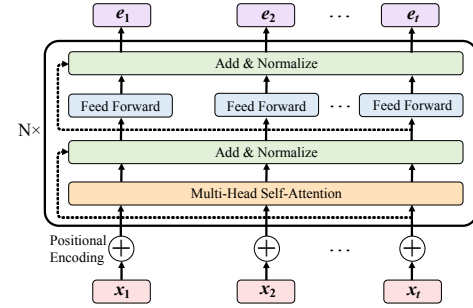 e1 e2 ... et
Add & Normalize
Feed Forward Feed Forward ... Feed Forward
N×
Add & Normalize
Multi-Head Self-Attention
Positional
Encoding
+ + ... +
x1 x2 ... xt